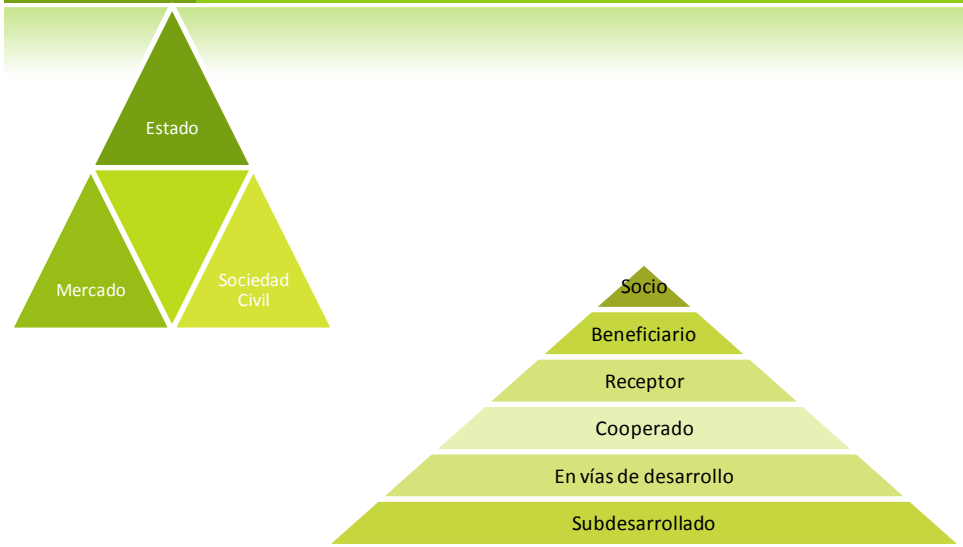 Estado
Mercado
Sociedad
Civil
Socio
Beneficiario
Receptor
Cooperado
En vías de desarrollo
Subdesarrollado